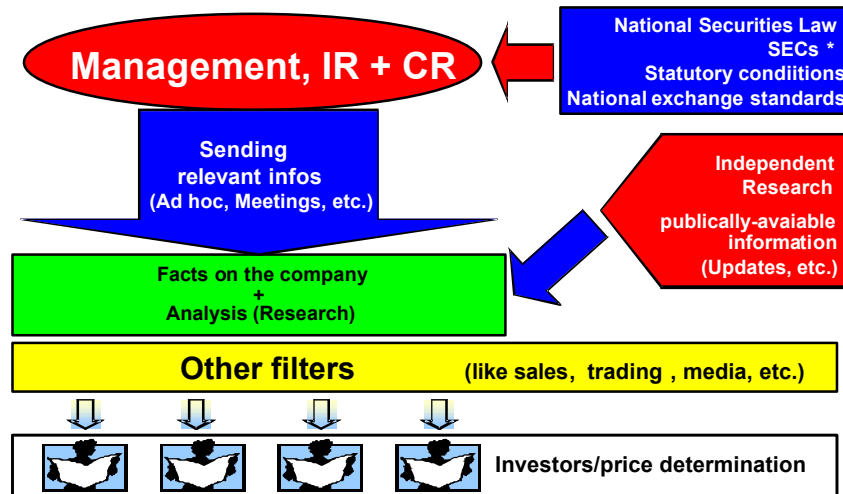 National Securities Law
SECs *
Statutory condiitions
National exchange standards
Management, IR + CR
Sending
relevant infos
(Ad hoc, Meetings, etc.)
Independent
Research
publically-avaiable
information
(Updates, etc.)
Facts on the company
+
Analysis (Research)
Other filters (like sales, trading , media, etc.)
Investors/price determination